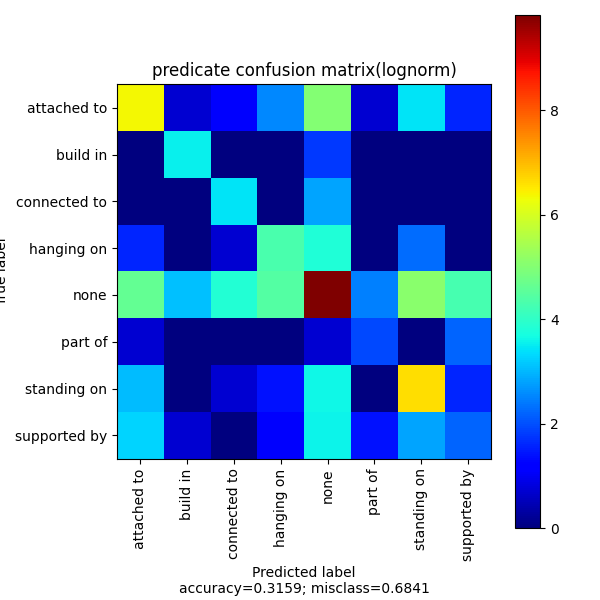 predicate confusion matrix(lognorm)
attached to
build in
connected to
hanging on
none
part of
standing on
supported by
True label
attached to
build in
connected to
hanging on
none
part of
standing on
supported by
Predicted label
accuracy=0.3159; misclass=0.6841
8
6
4
2
0